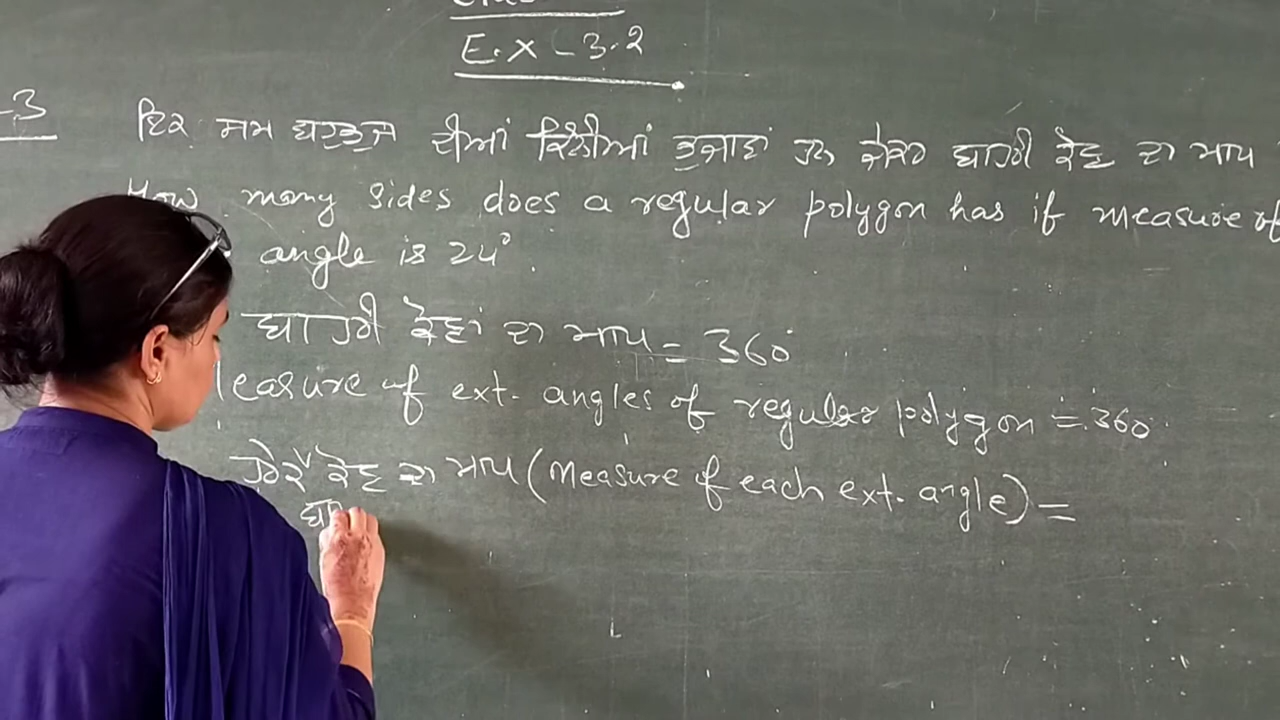 E.x - 3.2
-3
ਇਕ ਸਮ ਬਹੁਭੁਜ ਦੀਆਂ ਕਿੰਨੀਆਂ ਭੁਜਾਵਾਂ ਹਨ ਜੇਕਰ ਬਾਹਰੀ ਕੋਣ ਦਾ ਮਾਪ
How many sides does a regular polygon has if measure of
angle is 24°.
ਬਾਹਰੀ ਕੋਣਾਂ ਦਾ ਮਾਪ = 360°
easure of ext. angles of regular polygon = 360
ਹਰੇਕ ਕੋਣ ਦਾ ਮਾਪ (Measure of each ext. angle) =